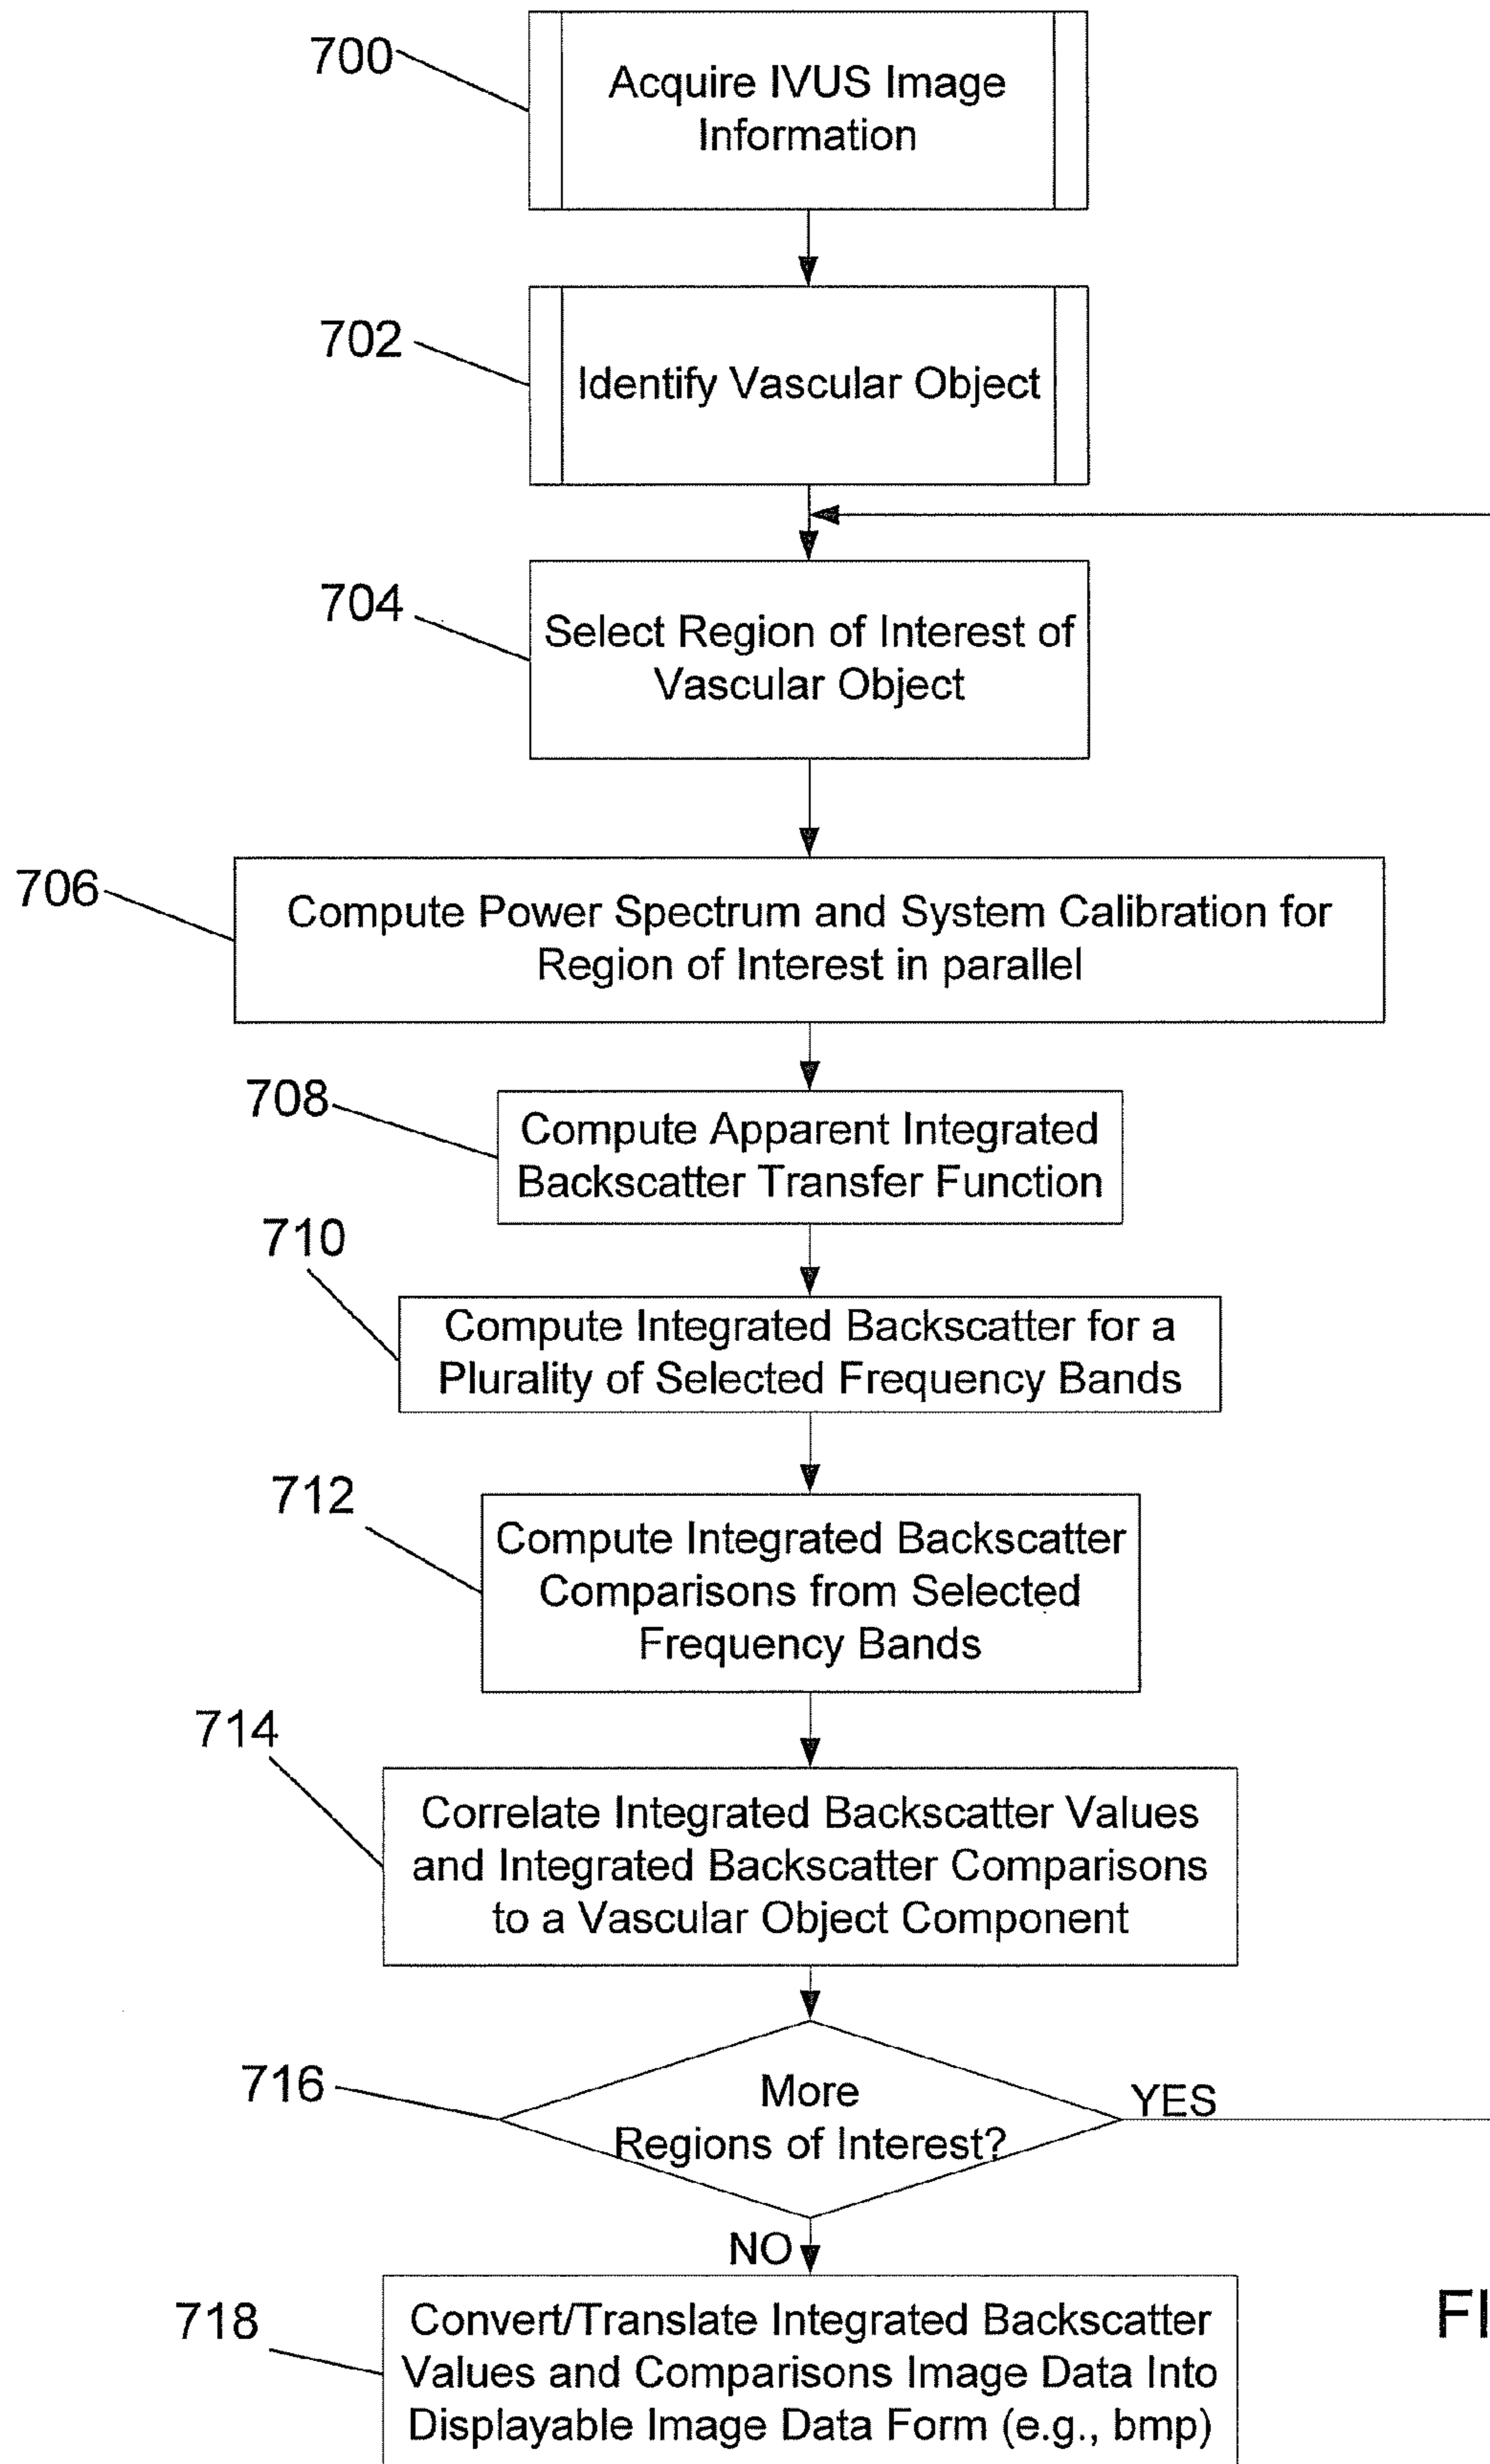 700
Acquire IVUS Image
Information
702
Identify Vascular Object
704
Select Region of Interest of
Vascular Object
706
Compute Power Spectrum and System Calibration for
Region of Interest in parallel
708
Compute Apparent Integrated
Backscatter Transfer Function
710
Compute Integrated Backscatter for a
Plurality of Selected Frequency Bands
712
Compute Integrated Backscatter
Comparisons from Selected
Frequency Bands
714
Correlate Integrated Backscatter Values
and Integrated Backscatter Comparisons
to a Vascular Object Component
716
More
Regions of Interest?
YES
NO
718
Convert/Translate Integrated Backscatter
Values and Comparisons Image Data Into
Displayable Image Data Form (e.g., bmp)
FI